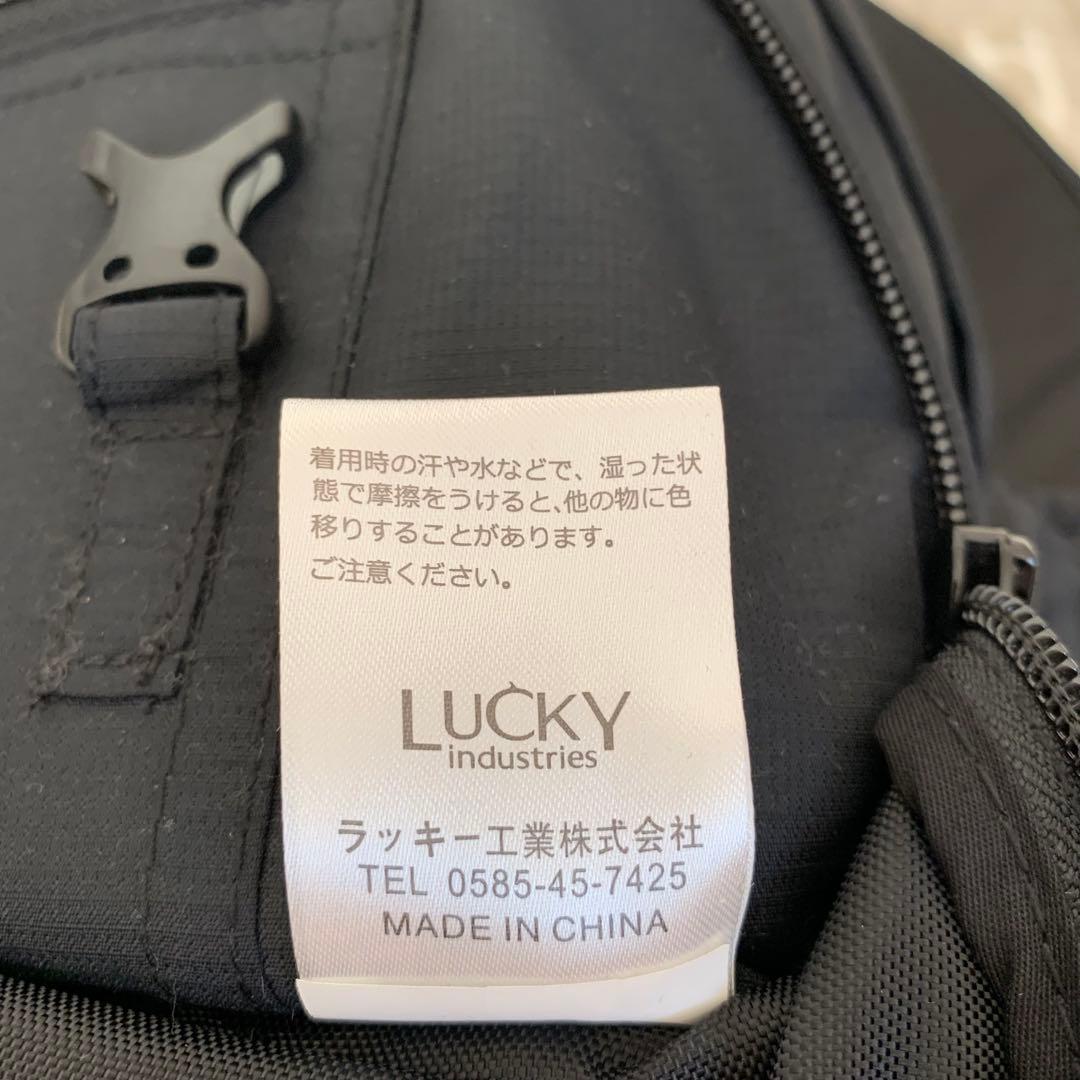 着用時の汗や水などで、湿った状
態で摩擦をうけると、他の物に色
移りすることがあります。
ご注意ください。
LUCKY
industries
ラッキー工業株式会社
TEL 0585-45-7425
MADE IN CHINA